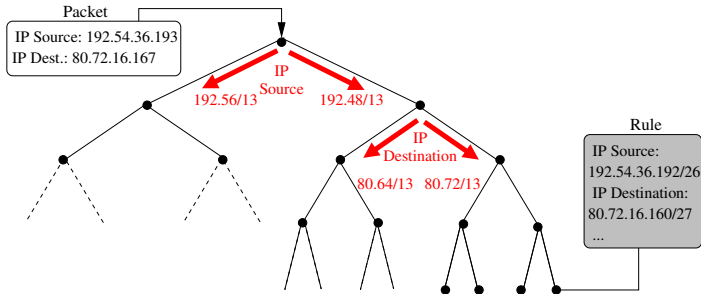 Packet
IP Source: 192.54.36.193
IP Dest.: 80.72.16.167
IP
Source
192.56/13
192.48/13
IP
Destination
80.64/13
80.72/13
Rule
IP Source:
192.54.36.192/26
IP Destination:
80.72.16.160/27
...